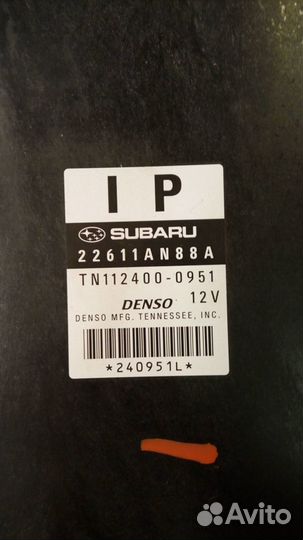 I P
SUBARU
22611AN88A
TN112400-0951
DENSO 12V
DENSO MFG. TENNESSEE, INC.
*240951L*
Avito